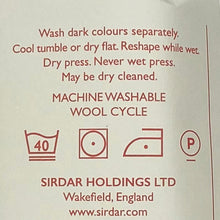 Wash dark colours separately.
Cool tumble or dry flat. Reshape while wet.
Dry press. Never wet press.
May be dry cleaned.
MACHINE WASHABLE
WOOL CYCLE
40 P
SIRDAR HOLDINGS LTD
Wakefield, England
www.sirdar.com